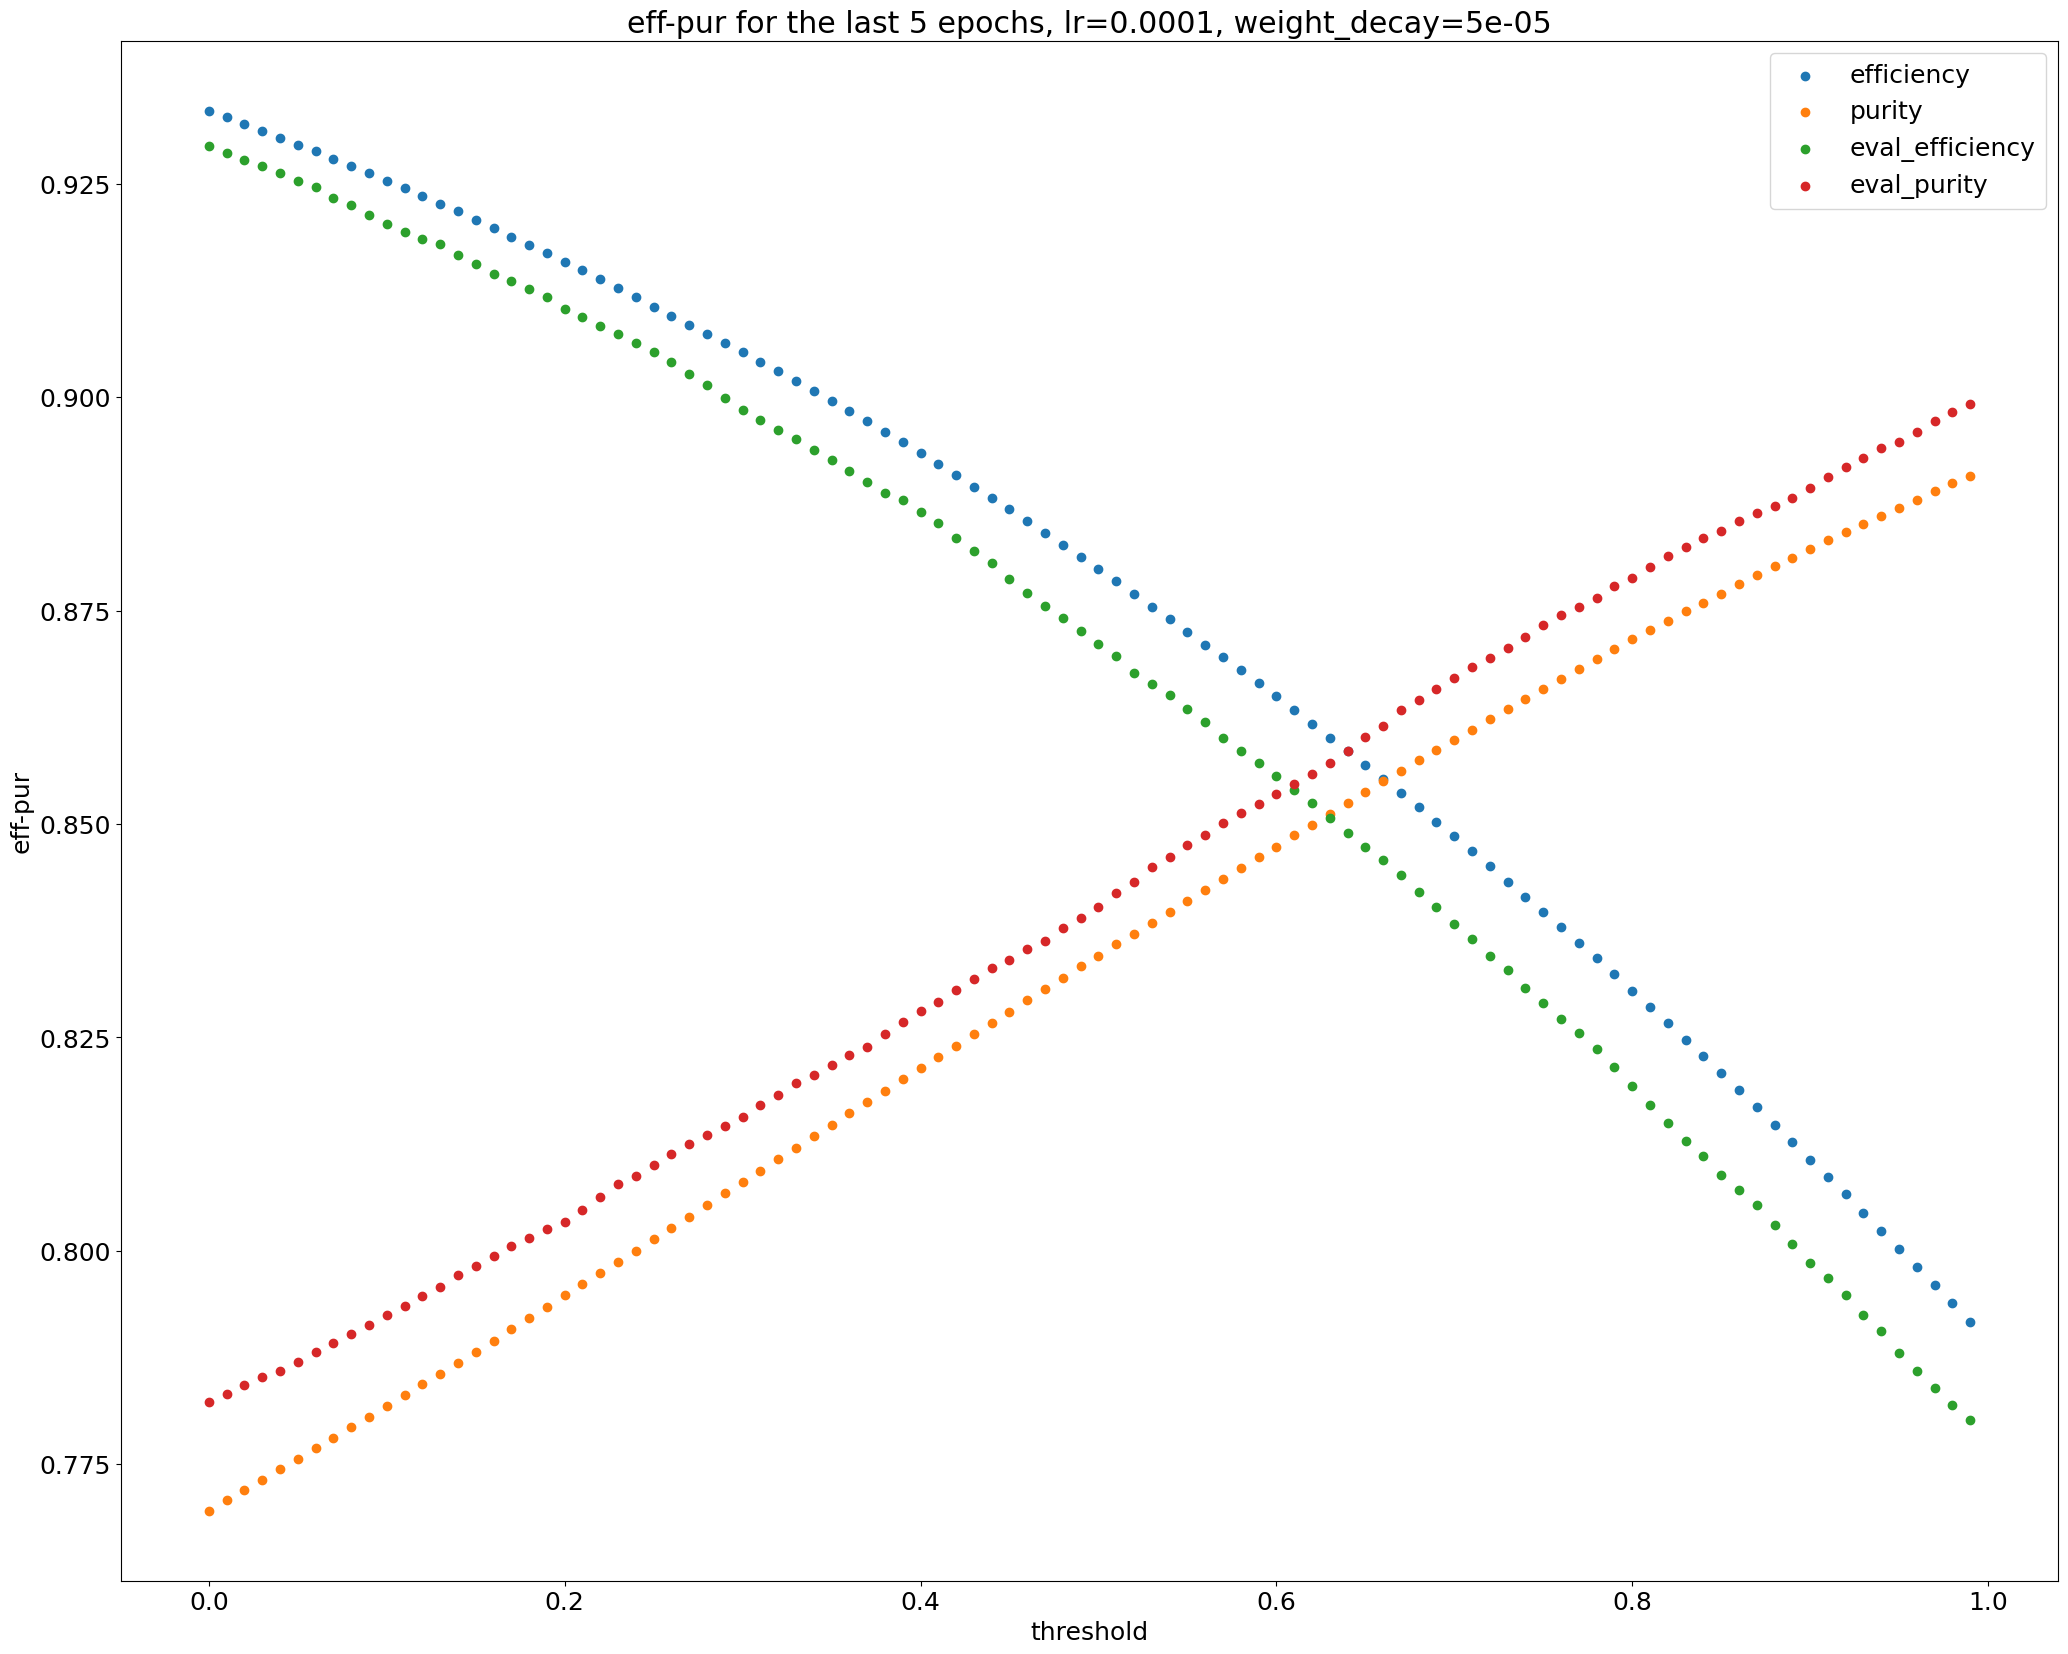 eff-pur for the last 5 epochs, lr=0.0001, weight_decay=5e-05
efficiency
purity
eval_efficiency
eval_purity
eff-pur
0.925
0.900
0.875
0.850
0.825
0.800
0.775
0.0 0.2 0.4 0.6 0.8 1.0
threshold